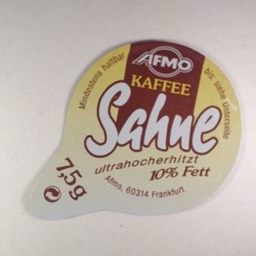 AFMO
KAFFEE
Sahne
ultrahocherhitzt
10% Fett
Afmo, 60314 Frankfurt
7,5g
Mindestens haltbar
bis: siehe Unterseite